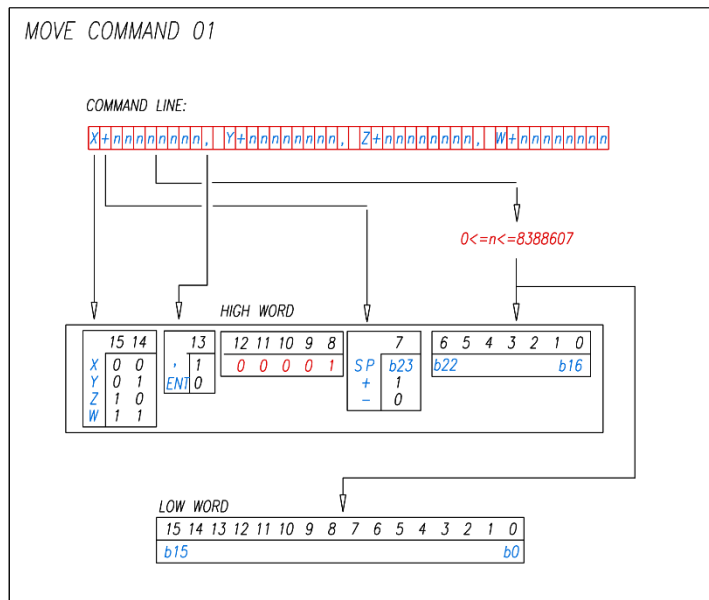 MOVE COMMAND 01
COMMAND LINE:
X+nnnnnnnn, Y+nnnnnnnn, Z+nnnnnnnn, W+nnnnnnnn
0<=n<=8388607
HIGH WORD
15 14 13 12 11 10 9 8 7 6 5 4 3 2 1 0
X 0 0 , 1 0 0 0 0 1 SP b23 b22 b16
Y 0 1 ENT 0 + 1
Z 1 0 - 0
W 1 1
LOW WORD
15 14 13 12 11 10 9 8 7 6 5 4 3 2 1 0
b15 b0